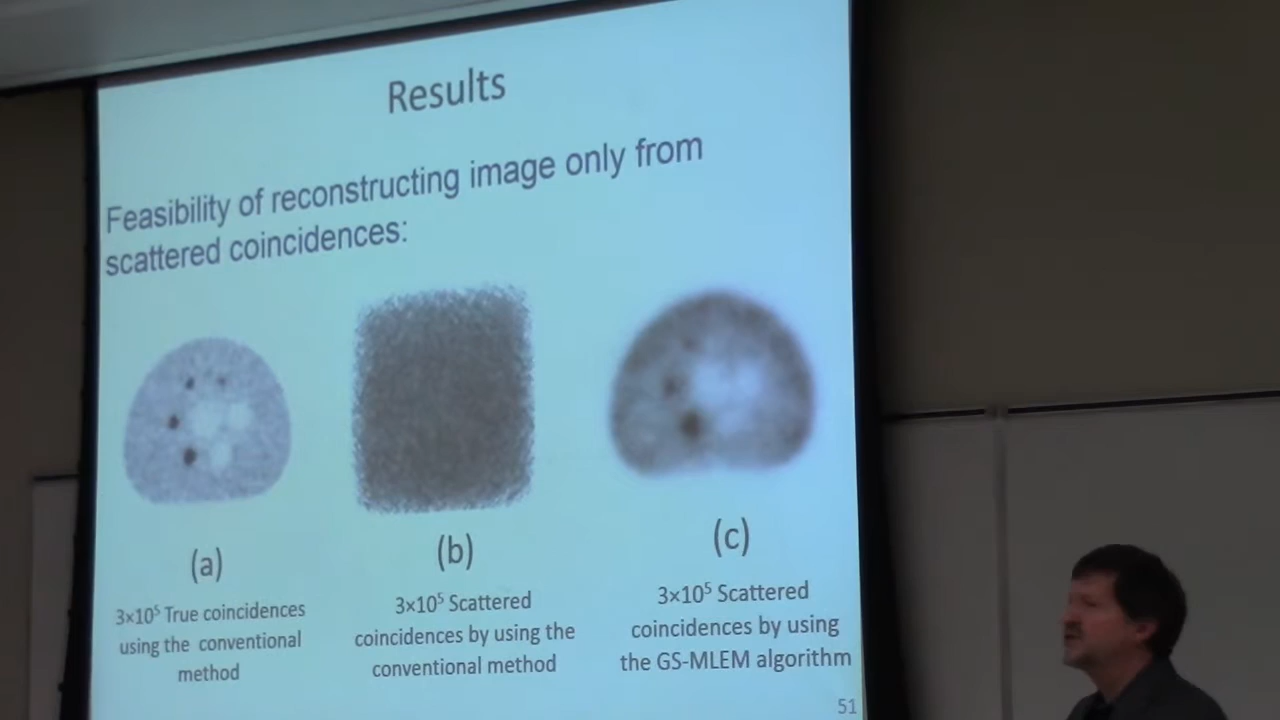 Results
Feasibility of reconstructing image only from
scattered coincidences:
(a)
3×10⁵ True coincidences
using the conventional
method
(b)
3×10⁵ Scattered
coincidences by using the
conventional method
(c)
3×10⁵ Scattered
coincidences by using
the GS-MLEM algorithm
51